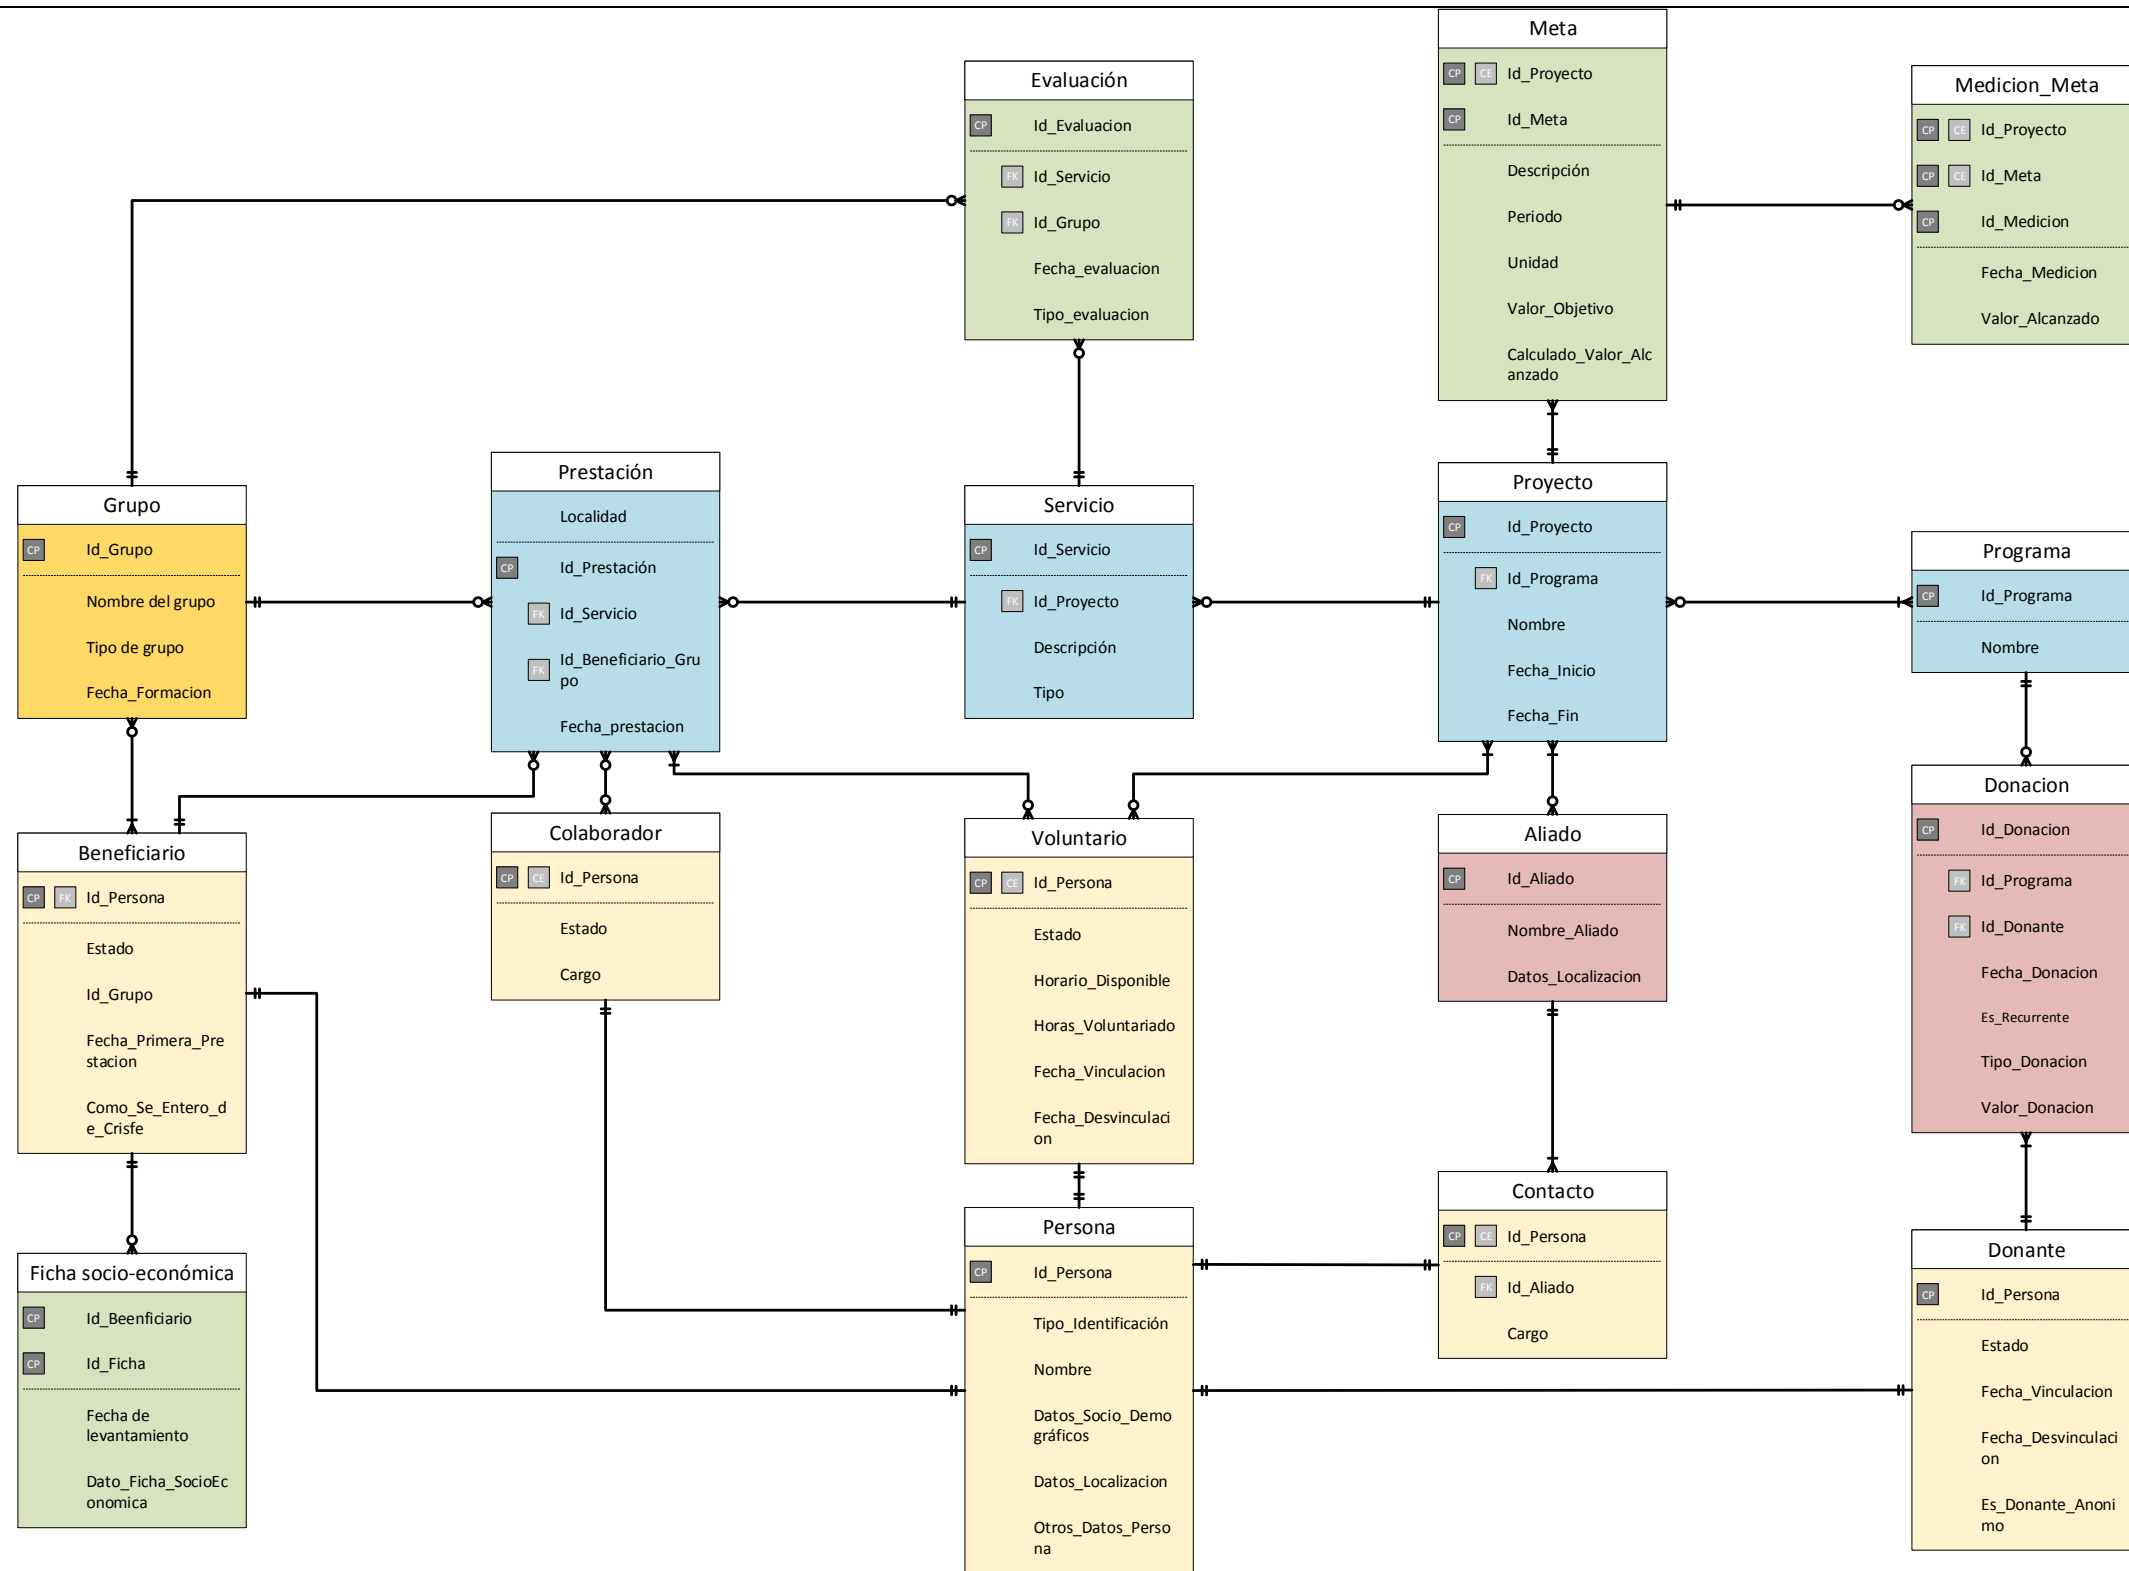 Meta
CP CE Id_Proyecto
CP Id_Meta
Descripción
Periodo
Unidad
Valor_Objetivo
Calculado_Valor_Alc
anzado
Evaluación
CP Id_Evaluacion
FK Id_Servicio
FK Id_Grupo
Fecha_evaluacion
Tipo_evaluacion
Medicion_Meta
CP CE Id_Proyecto
CP CE Id_Meta
CP Id_Medicion
Fecha_Medicion
Valor_Alcanzado
Grupo
CP Id_Grupo
Nombre del grupo
Tipo de grupo
Fecha_Formacion
Prestación
Localidad
CP Id_Prestación
FK Id_Servicio
FK Id_Beneficiario_Gru
po
Fecha_prestacion
Servicio
CP Id_Servicio
FK Id_Proyecto
Descripción
Tipo
Proyecto
CP Id_Proyecto
FK Id_Programa
Nombre
Fecha_Inicio
Fecha_Fin
Programa
CP Id_Programa
Nombre
Beneficiario
CP FK Id_Persona
Estado
Id_Grupo
Fecha_Primera_Pre
stacion
Como_Se_Entero_d
e_Crisfe
Colaborador
CP CE Id_Persona
Estado
Cargo
Voluntario
CP CE Id_Persona
Estado
Horario_Disponible
Horas_Voluntariado
Fecha_Vinculacion
Fecha_Desvinculaci
on
Aliado
CP Id_Aliado
Nombre_Aliado
Datos_Localizacion
Donacion
CP Id_Donacion
FK Id_Programa
FK Id_Donante
Fecha_Donacion
Es_Recurrente
Tipo_Donacion
Valor_Donacion
Ficha socio-económica
CP Id_Beenficiario
CP Id_Ficha
Fecha de
levantamiento
Dato_Ficha_SocioEc
onomica
Persona
CP Id_Persona
Tipo_Identificación
Nombre
Datos_Socio_Demo
gráficos
Datos_Localizacion
Otros_Datos_Perso
na
Contacto
CP CE Id_Persona
FK Id_Aliado
Cargo
Donante
CP Id_Persona
Estado
Fecha_Vinculacion
Fecha_Desvinculaci
on
Es_Donante_Anoni
mo